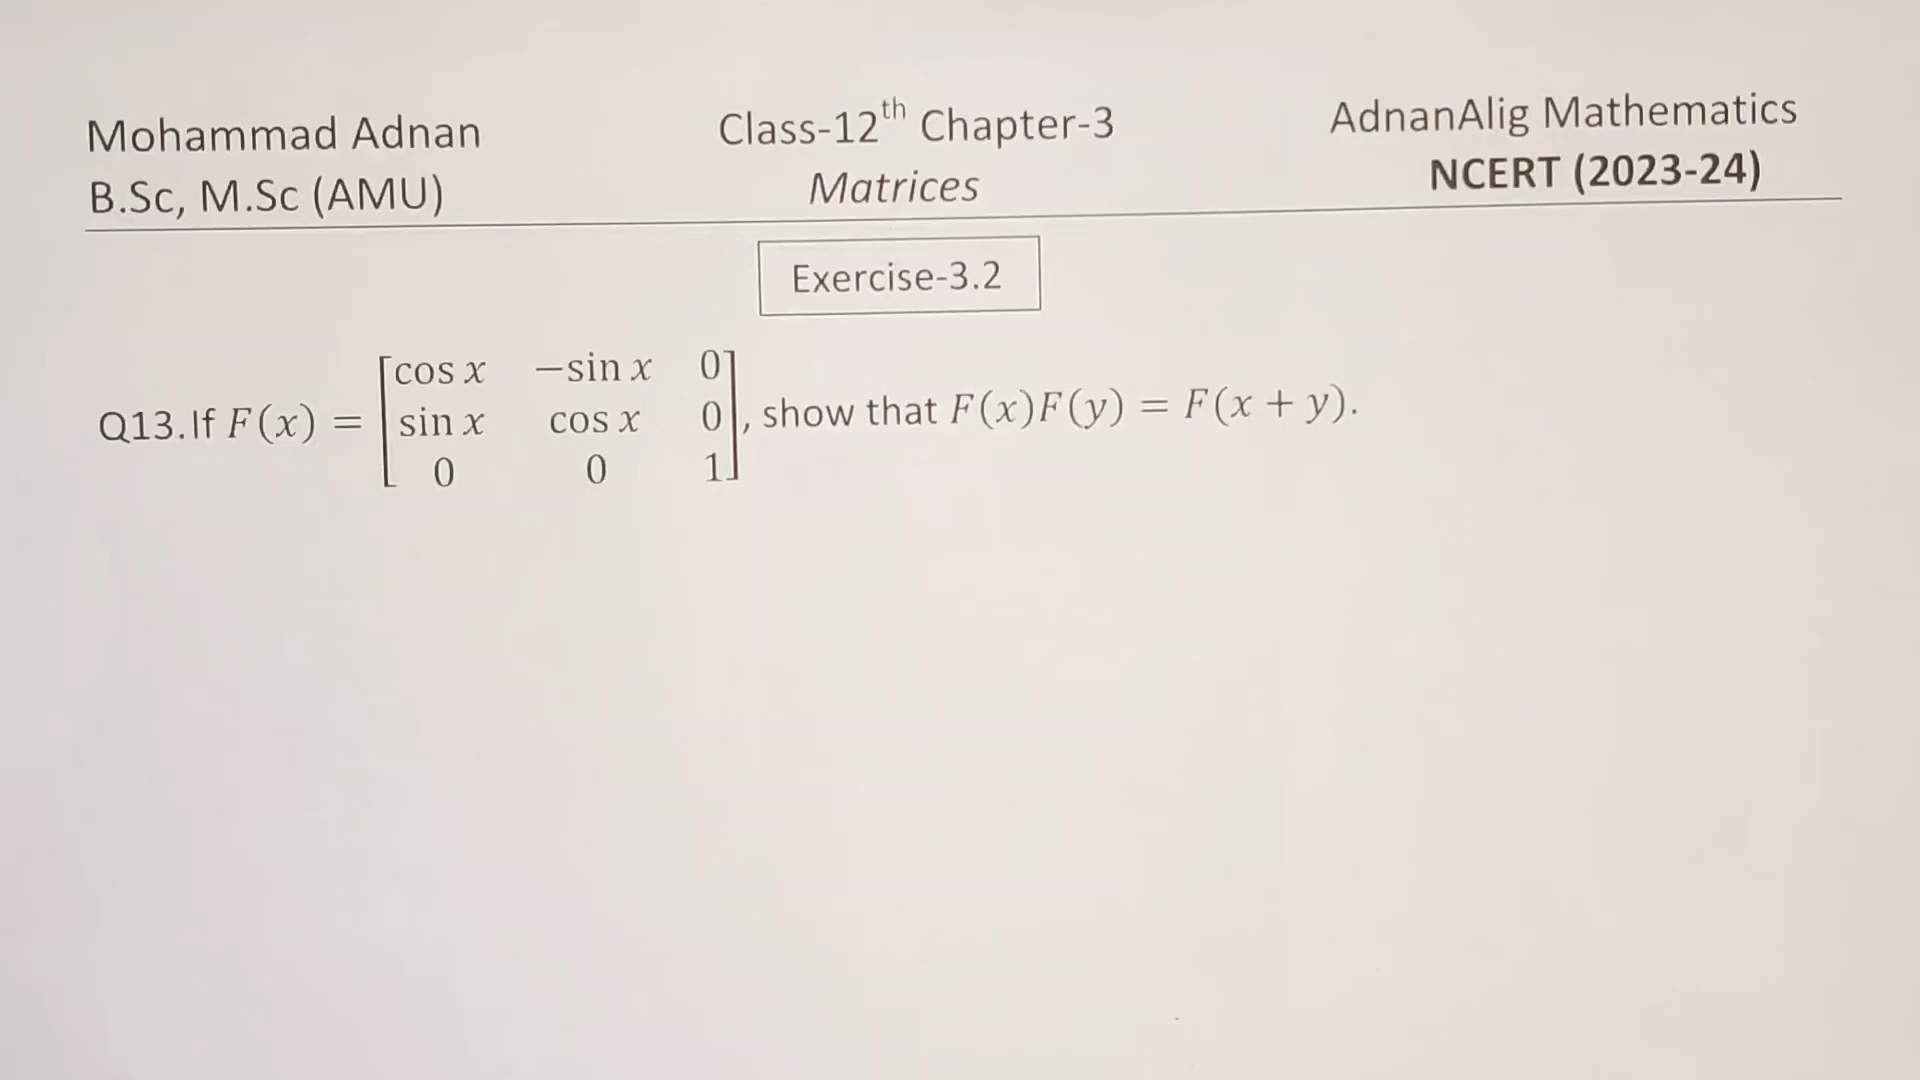 Mohammad Adnan
B.Sc, M.Sc (AMU)
Class-12th Chapter-3
Matrices
AdnanAlig Mathematics
NCERT (2023-24)
Exercise-3.2
Q13. If F(x) = [cos x −sin x 0; sin x cos x 0; 0 0 1], show that F(x)F(y) = F(x + y).